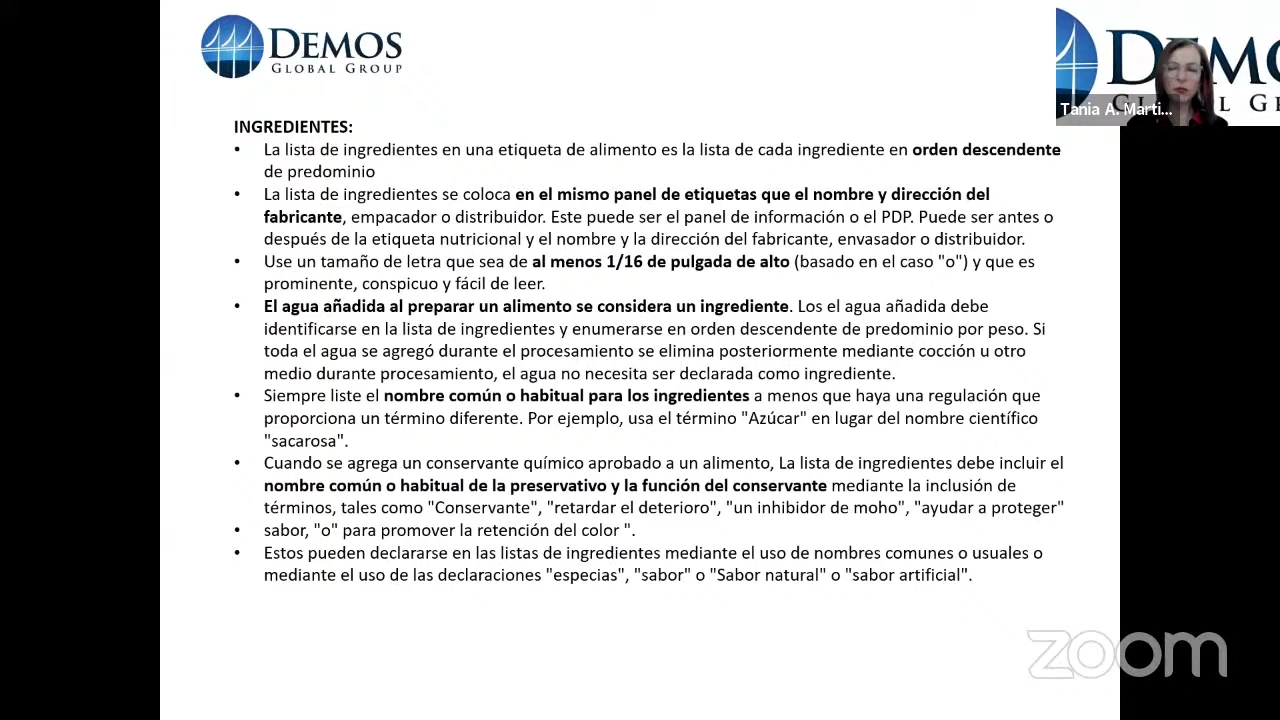 DEMOS
GLOBAL GROUP
DEMO
GL L GE
Tania A. Marti...
INGREDIENTES:
• La lista de ingredientes en una etiqueta de alimento es la lista de cada ingrediente en orden descendente
de predominio
• La lista de ingredientes se coloca en el mismo panel de etiquetas que el nombre y dirección del
fabricante, empacador o distribuidor. Este puede ser el panel de información o el PDP. Puede ser antes o
después de la etiqueta nutricional y el nombre y la dirección del fabricante, envasador o distribuidor.
• Use un tamaño de letra que sea de al menos 1/16 de pulgada de alto (basado en el caso "o") y que es
prominente, conspicuo y fácil de leer.
• El agua añadida al preparar un alimento se considera un ingrediente. Los el agua añadida debe
identificarse en la lista de ingredientes y enumerarse en orden descendente de predominio por peso. Si
toda el agua se agregó durante el procesamiento se elimina posteriormente mediante cocción u otro
medio durante procesamiento, el agua no necesita ser declarada como ingrediente.
• Siempre liste el nombre común o habitual para los ingredientes a menos que haya una regulación que
proporciona un término diferente. Por ejemplo, usa el término "Azúcar" en lugar del nombre científico
"sacarosa".
• Cuando se agrega un conservante químico aprobado a un alimento, La lista de ingredientes debe incluir el
nombre común o habitual de la preservativo y la función del conservante mediante la inclusión de
términos, tales como "Conservante", "retardar el deterioro", "un inhibidor de moho", "ayudar a proteger"
• sabor, "o" para promover la retención del color ".
• Estos pueden declararse en las listas de ingredientes mediante el uso de nombres comunes o usuales o
mediante el uso de las declaraciones "especias", "sabor" o "Sabor natural" o "sabor artificial".
zoom